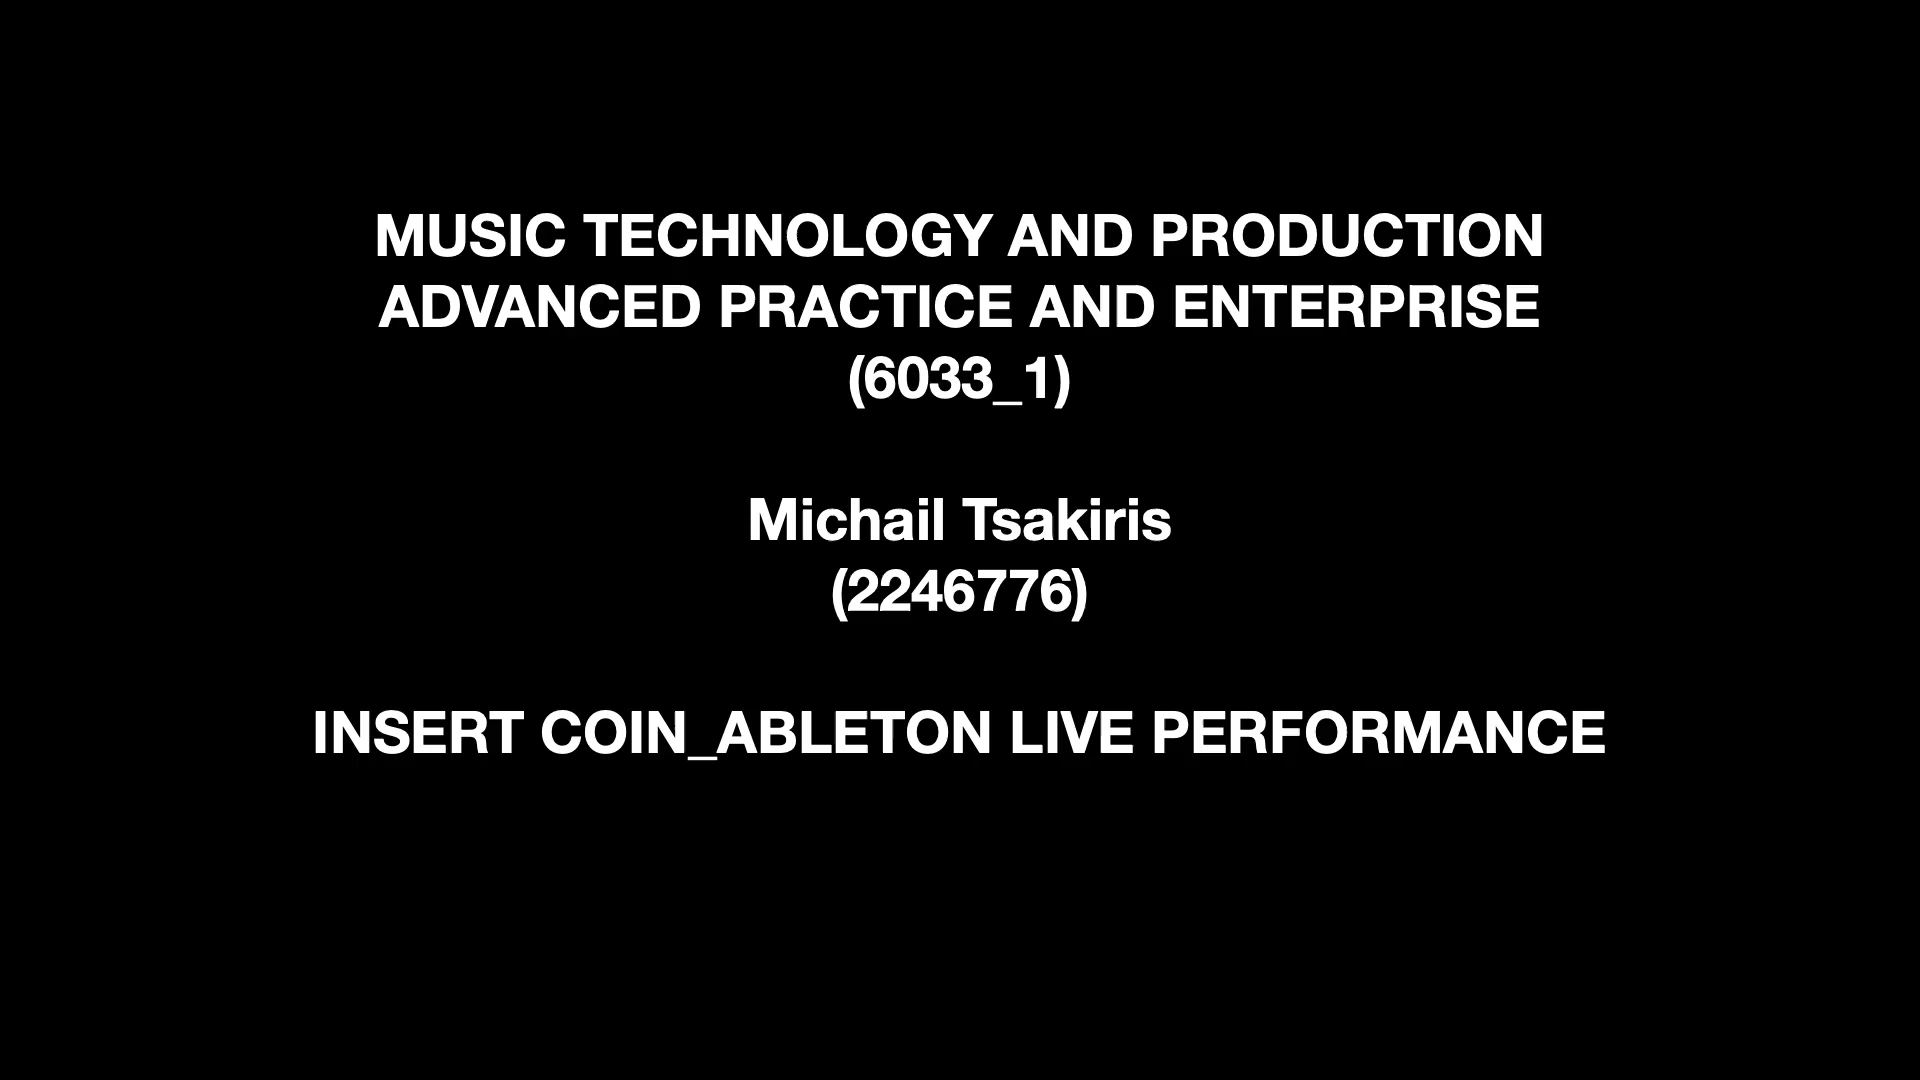 MUSIC TECHNOLOGY AND PRODUCTION
ADVANCED PRACTICE AND ENTERPRISE
(6033_1)
Michail Tsakiris
(2246776)
INSERT COIN_ABLETON LIVE PERFORMANCE